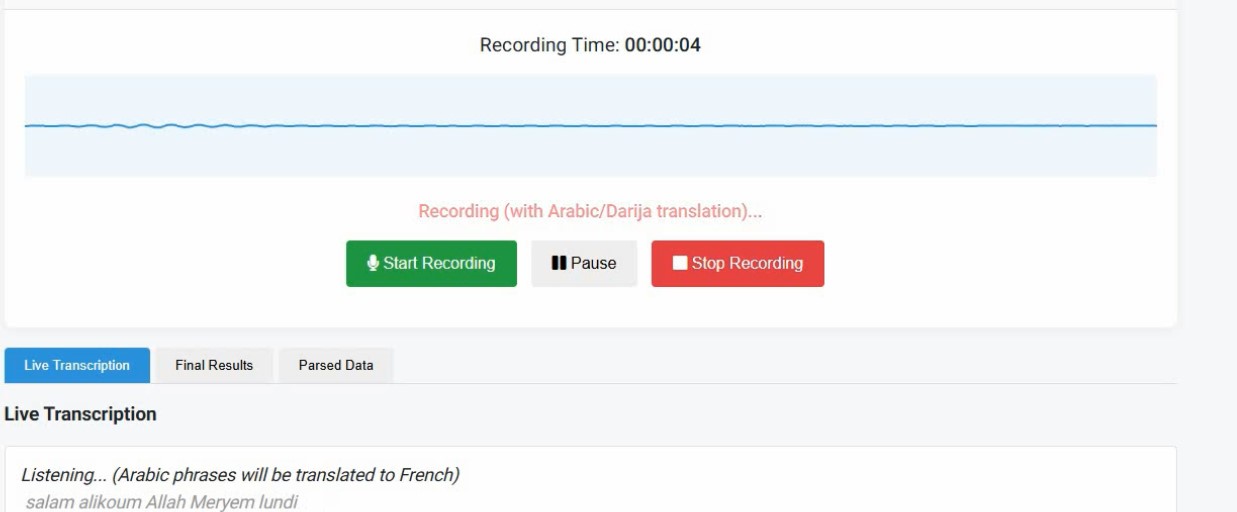 Recording Time: 00:00:04
Recording (with Arabic/Darija translation)...
Start Recording Pause Stop Recording
Live Transcription Final Results Parsed Data
Live Transcription
Listening... (Arabic phrases will be translated to French)
salam alikoum Allah Meryem lundi